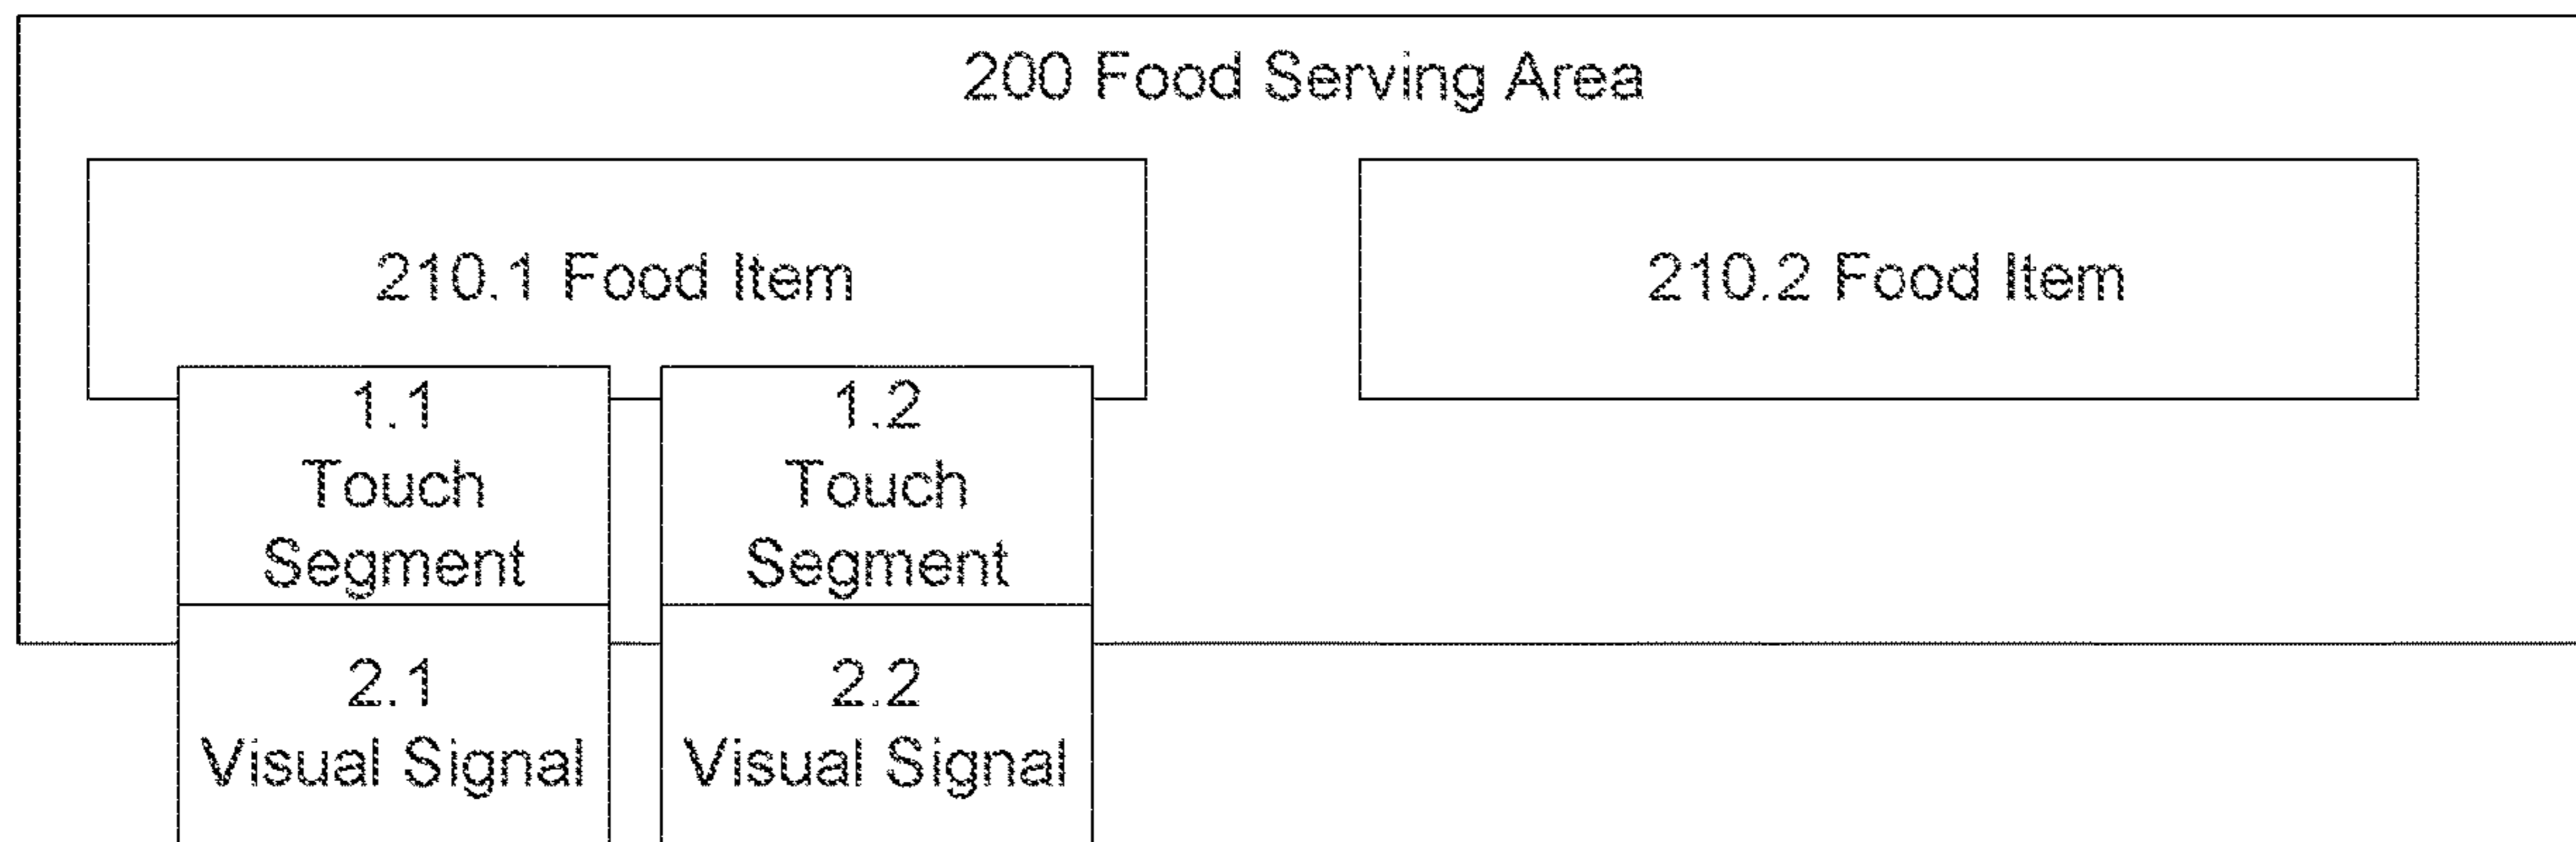 200 Food Serving Area
210.1 Food Item
210.2 Food Item
1.1
Touch
Segment
1.2
Touch
Segment
2.1
Visual Signal
2.2
Visual Signal